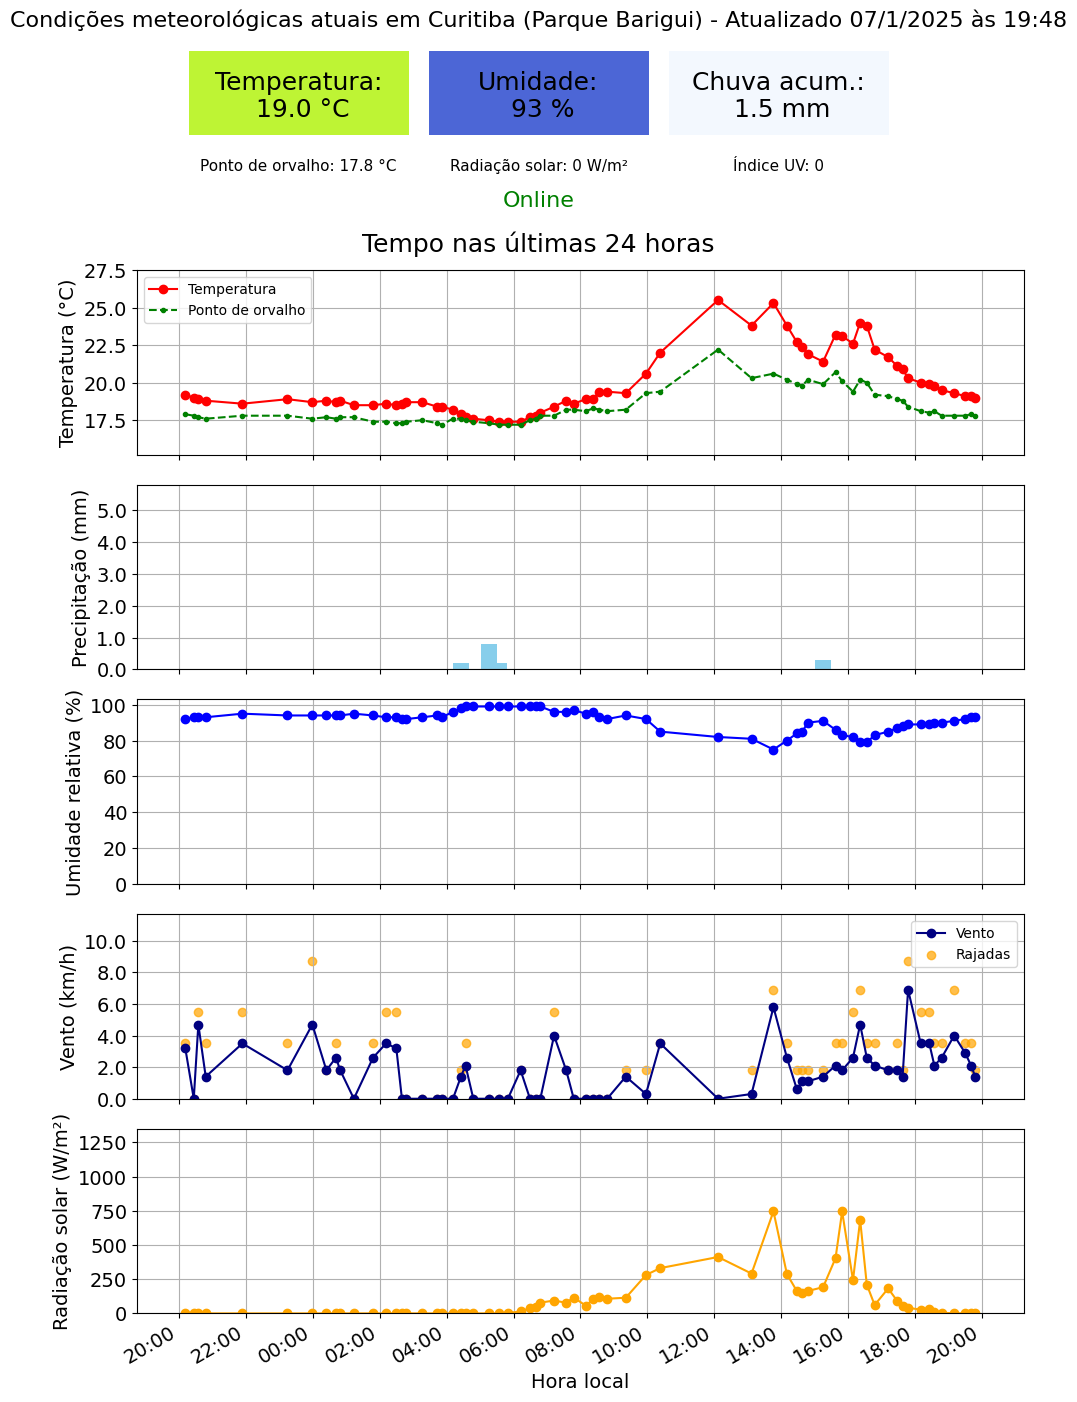 Condições meteorológicas atuais em Curitiba (Parque Barigui) - Atualizado 07/1/2025 às 19:48
Temperatura:
19.0 °C
Umidade:
93 %
Chuva acum.:
1.5 mm
Ponto de orvalho: 17.8 °C
Radiação solar: 0 W/m²
Índice UV: 0
Online
Tempo nas últimas 24 horas
Temperatura (°C)
27.5
25.0
22.5
20.0
17.5
Temperatura
Ponto de orvalho
Precipitação (mm)
5.0
4.0
3.0
2.0
1.0
0.0
Umidade relativa (%)
100
80
60
40
20
0
Vento (km/h)
10.0
8.0
6.0
4.0
2.0
0.0
Vento
Rajadas
Radiação solar (W/m²)
1250
1000
750
500
250
0
20:00
22:00
00:00
02:00
04:00
06:00
08:00
10:00
12:00
14:00
16:00
18:00
20:00
Hora local